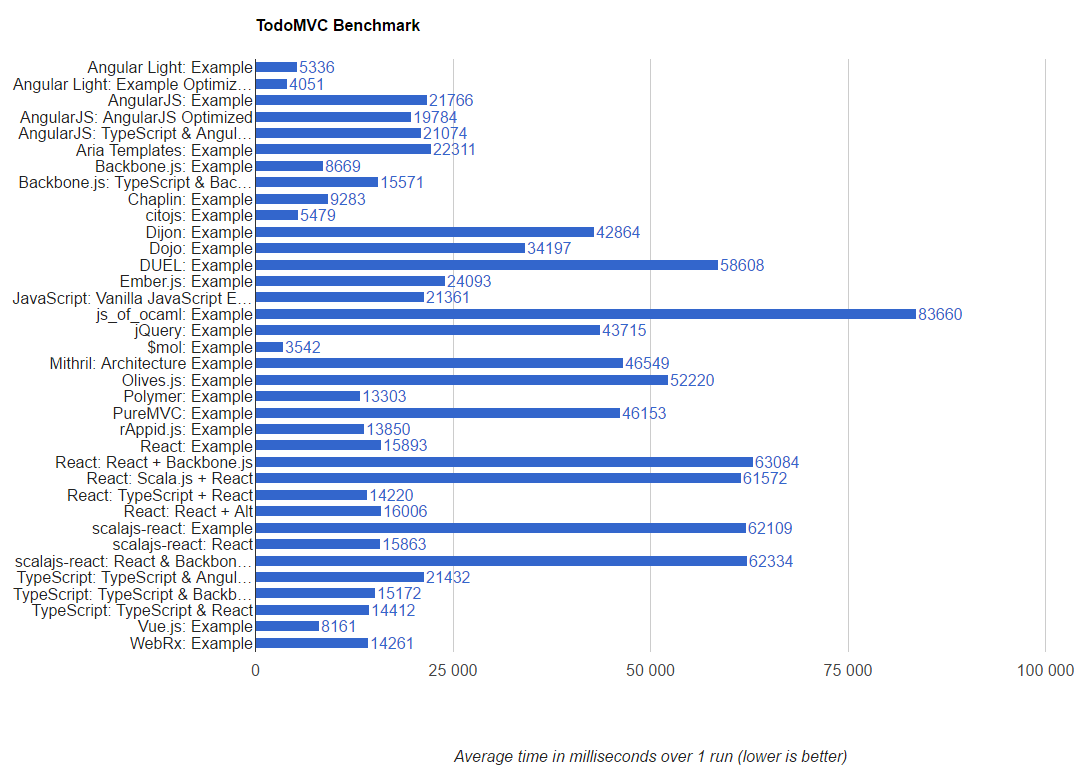 TodoMVC Benchmark
Angular Light: Example 5336
Angular Light: Example Optimiz… 4051
AngularJS: Example 21766
AngularJS: AngularJS Optimized 19784
AngularJS: TypeScript & Angul… 21074
Aria Templates: Example 22311
Backbone.js: Example 8669
Backbone.js: TypeScript & Bac… 15571
Chaplin: Example 9283
citojs: Example 5479
Dijon: Example 42864
Dojo: Example 34197
DUEL: Example 58608
Ember.js: Example 24093
JavaScript: Vanilla JavaScript E… 21361
js_of_ocaml: Example 83660
jQuery: Example 43715
$mol: Example 3542
Mithril: Architecture Example 46549
Olives.js: Example 52220
Polymer: Example 13303
PureMVC: Example 46153
rAppid.js: Example 13850
React: Example 15893
React: React + Backbone.js 63084
React: Scala.js + React 61572
React: TypeScript + React 14220
React: React + Alt 16006
scalajs-react: Example 62109
scalajs-react: React 15863
scalajs-react: React & Backbon… 62334
TypeScript: TypeScript & Angul… 21432
TypeScript: TypeScript & Backb… 15172
TypeScript: TypeScript & React 14412
Vue.js: Example 8161
WebRx: Example 14261
0 25 000 50 000 75 000 100 000
Average time in milliseconds over 1 run (lower is better)